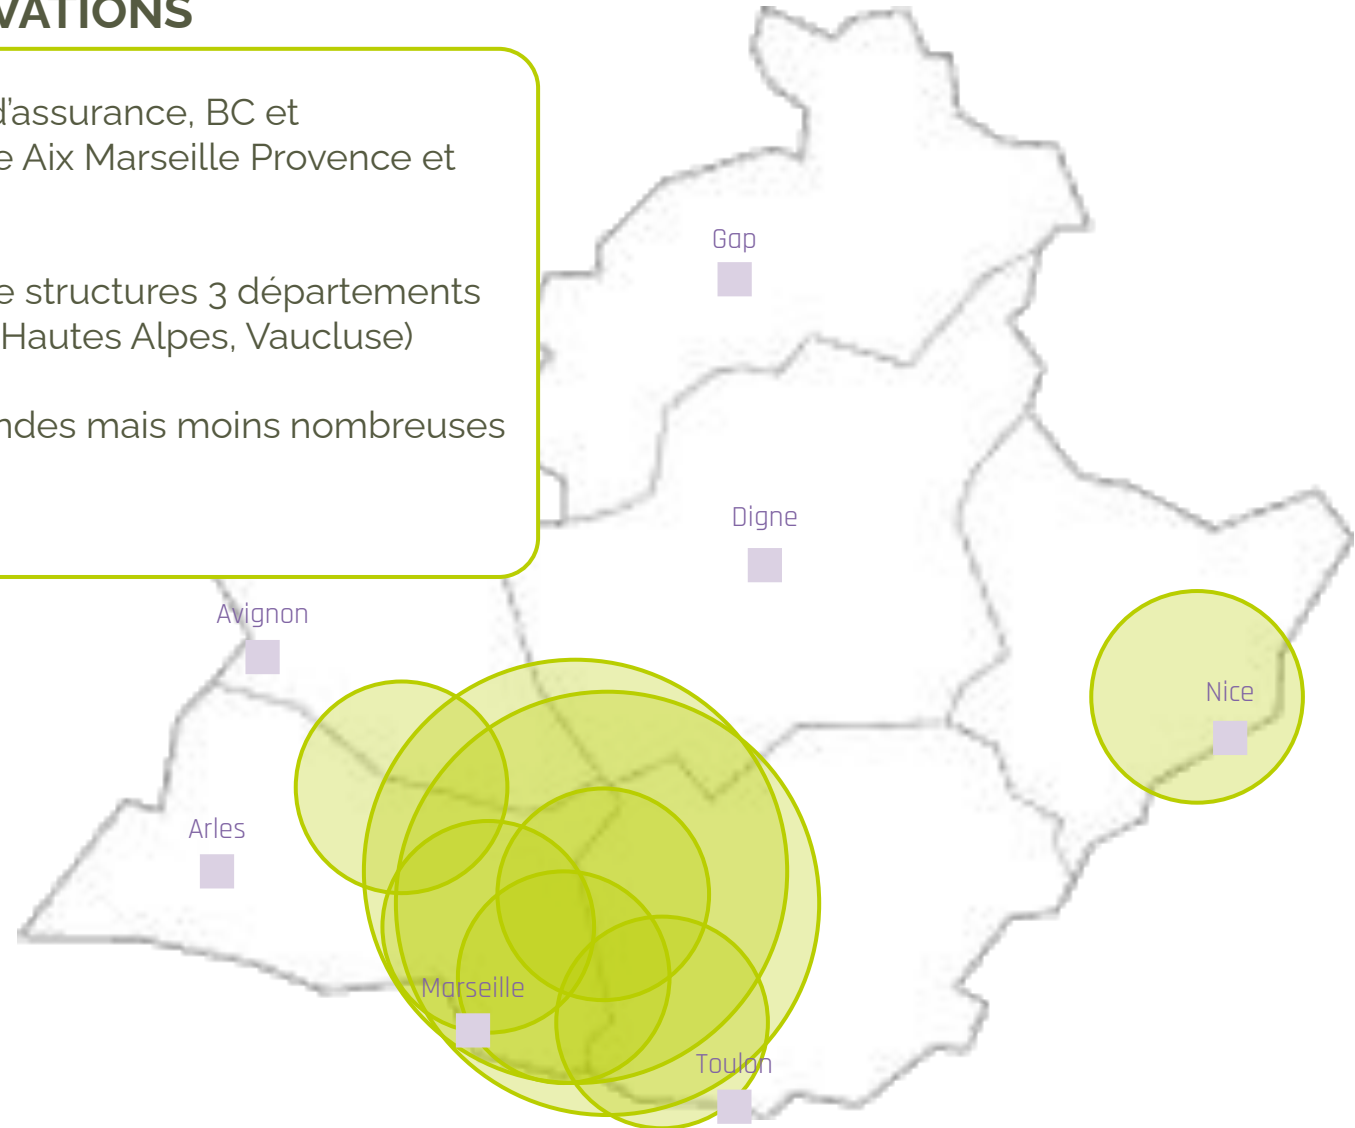 VATIONS
d'assurance, BC et
e Aix Marseille Provence et
e structures 3 départements
Hautes Alpes, Vaucluse)
ndes mais moins nombreuses
Gap
Digne
Avignon
Nice
Arles
Marseille
Toulon